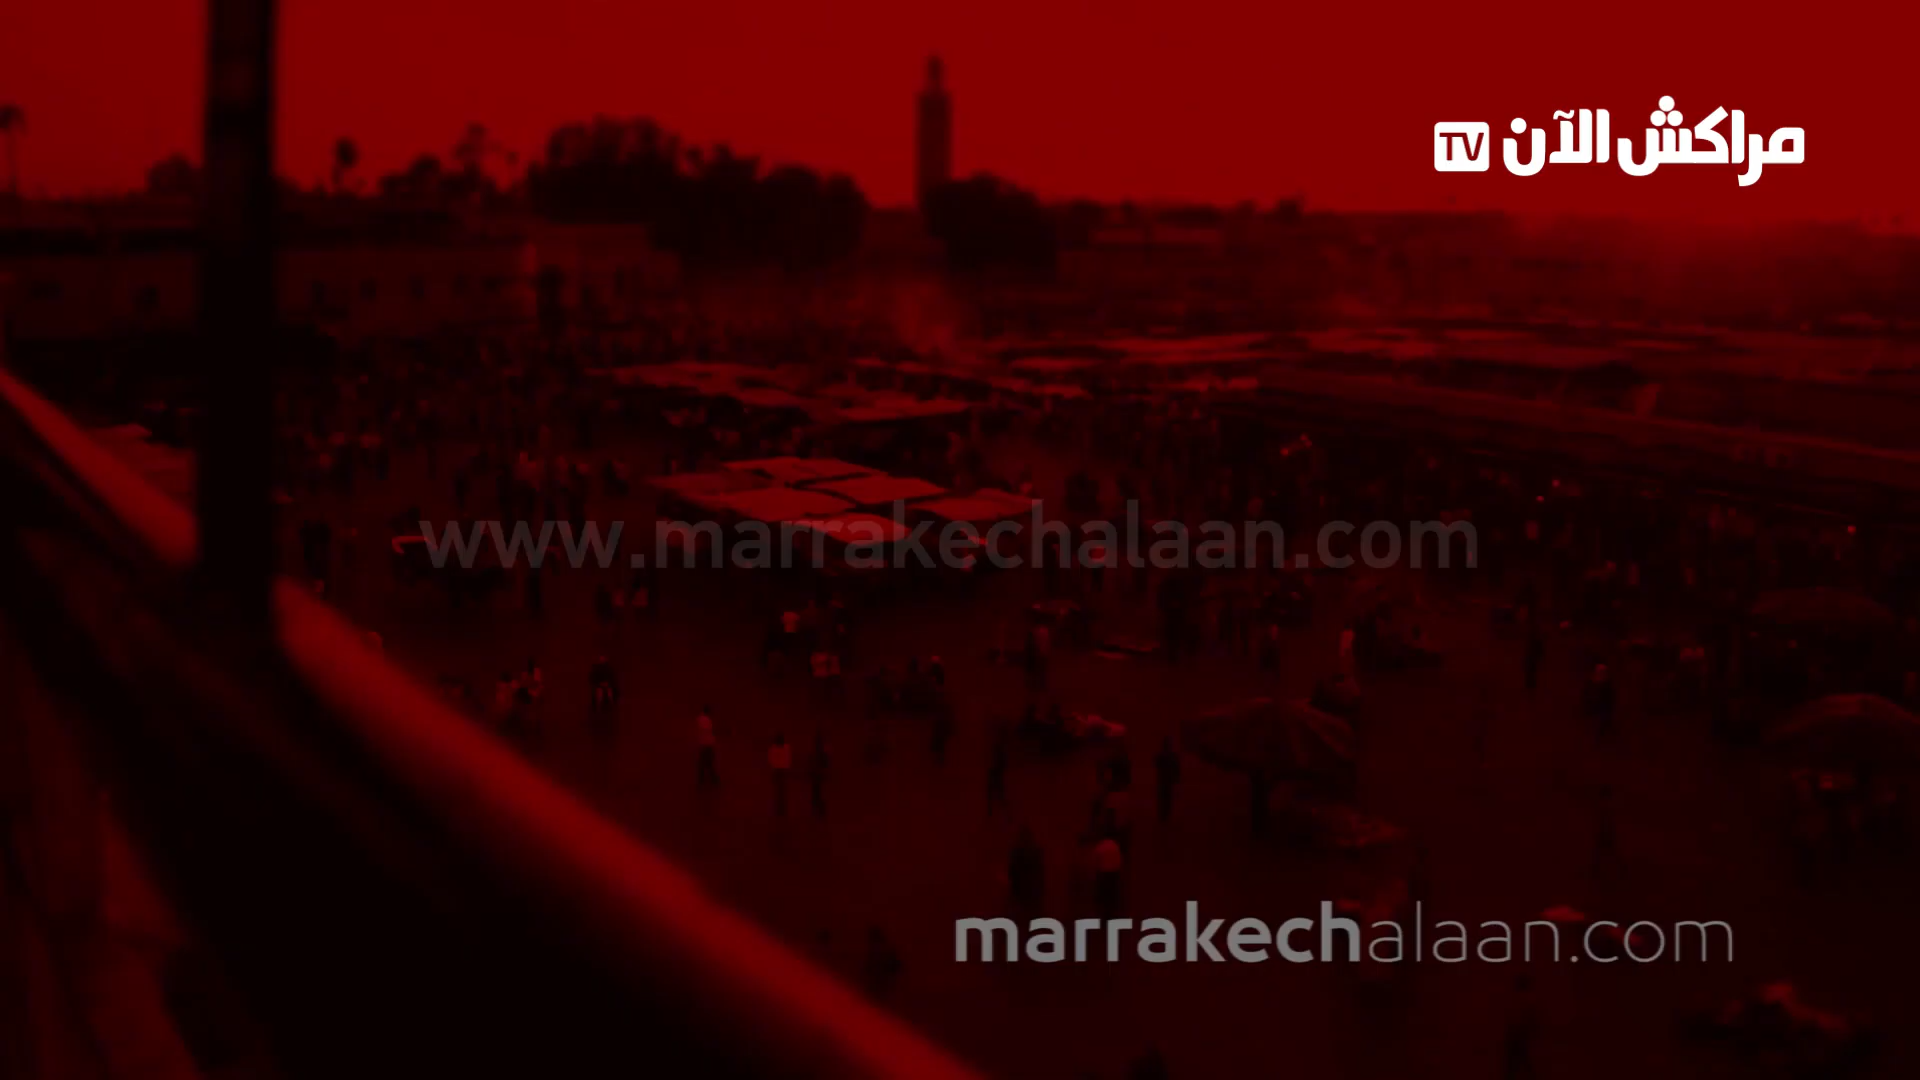 مراكش الآن TV
www.marrakechalaan.com
marrakechalaan.com